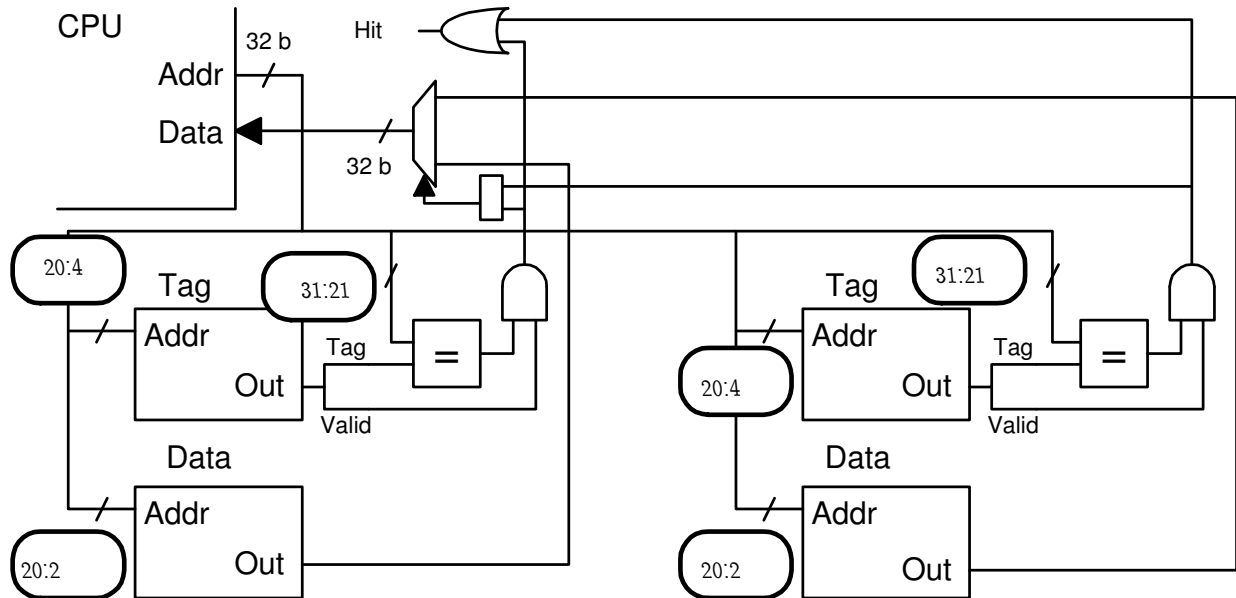 CPU
Hit
32 b
Addr
Data
32 b
20:4
Tag
31:21
Addr
Tag
=
Out
Valid
Data
Addr
20:2
Out
Tag
31:21
Addr
Tag
=
20:4
Out
Valid
Data
Addr
20:2
Out